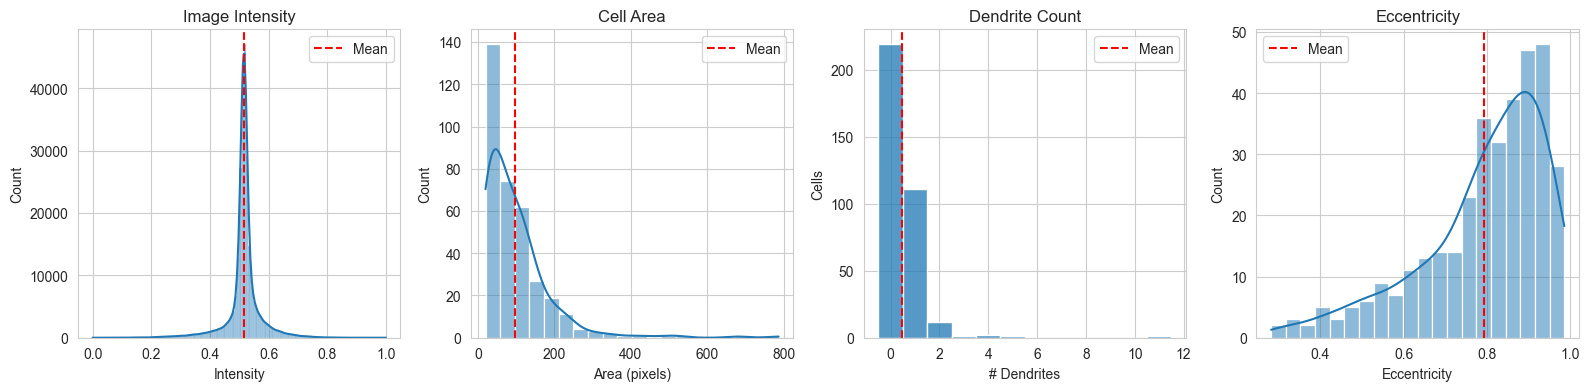 Image Intensity
Mean
40000
30000
20000
10000
0
Count
0.0 0.2 0.4 0.6 0.8 1.0
Intensity
Cell Area
Mean
140
120
100
80
60
40
20
0
Count
0 200 400 600 800
Area (pixels)
Dendrite Count
Mean
200
150
100
50
0
Cells
0 2 4 6 8 10 12
# Dendrites
Eccentricity
Mean
50
40
30
20
10
0
Count
0.4 0.6 0.8 1.0
Eccentricity